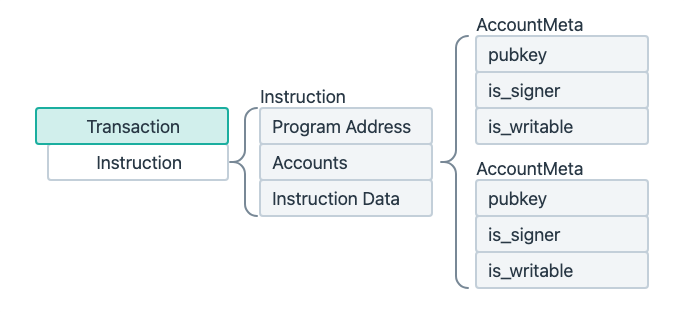 Transaction
Instruction
Instruction
Program Address
Accounts
Instruction Data
AccountMeta
pubkey
is_signer
is_writable
AccountMeta
pubkey
is_signer
is_writable